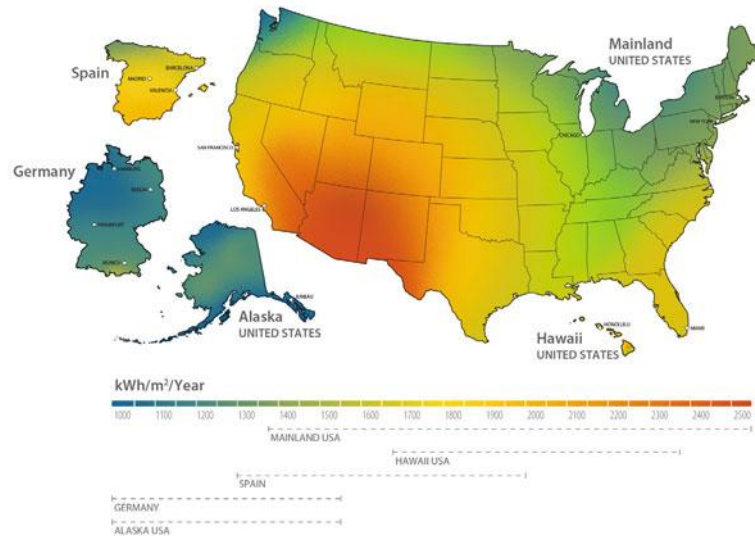 Mainland
UNITED STATES
Spain
BARCELONA
MADRID
VALENCIA
Germany
HAMBURG
BERLIN
FRANKFURT
MUNICH
SAN FRANCISCO
LOS ANGELES
CHICAGO
NEW YORK
MIAMI
JUNEAU
Alaska
UNITED STATES
HONOLULU
Hawaii
UNITED STATES
kWh/m²/Year
1000 1100 1200 1300 1400 1500 1600 1700 1800 1900 2000 2100 2200 2300 2400 2500
MAINLAND USA
HAWAII USA
SPAIN
GERMANY
ALASKA USA